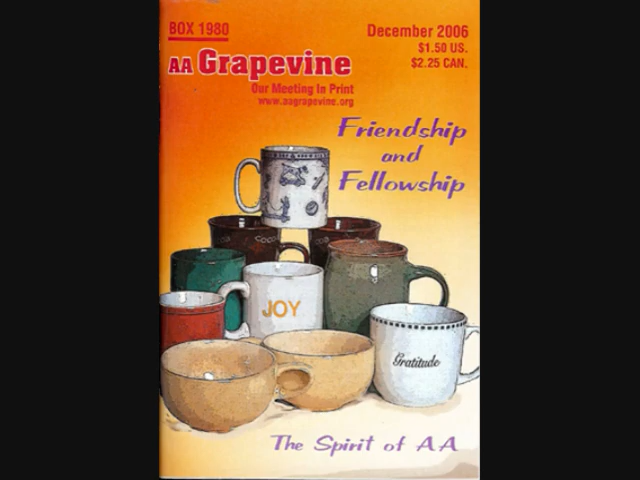 BOX 1980
December 2006
$1.50 US.
$2.25 CAN.
AA Grapevine
Our Meeting In Print
www.aagrapevine.org
Friendship
and
Fellowship
JOY
Gratitude
The Spirit of AA